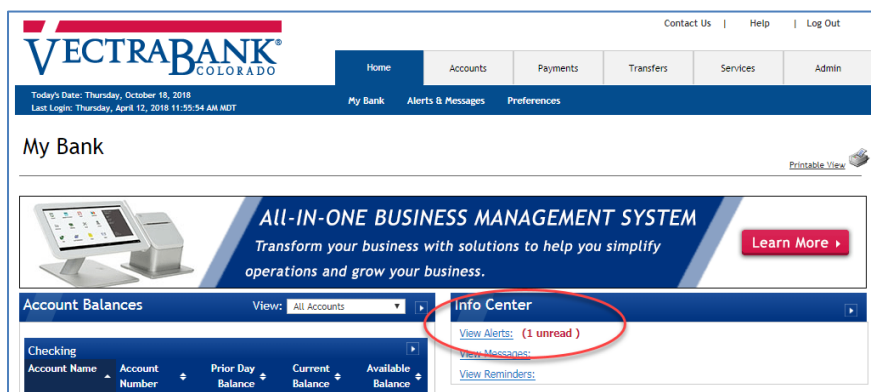 Contact Us | Help | Log Out
VECTRABANK®
COLORADO
Home Accounts Payments Transfers Services Admin
Today's Date: Thursday, October 18, 2018
Last Login: Thursday, April 12, 2018 11:55:54 AM MDT
My Bank Alerts & Messages Preferences
My Bank
Printable View
ALL-IN-ONE BUSINESS MANAGEMENT SYSTEM
Transform your business with solutions to help you simplify
operations and grow your business.
Learn More
Account Balances View: All Accounts
Info Center
View Alerts: (1 unread )
View Messages:
View Reminders:
Checking
Account Name Account Number Prior Day Balance Current Balance Available Balance